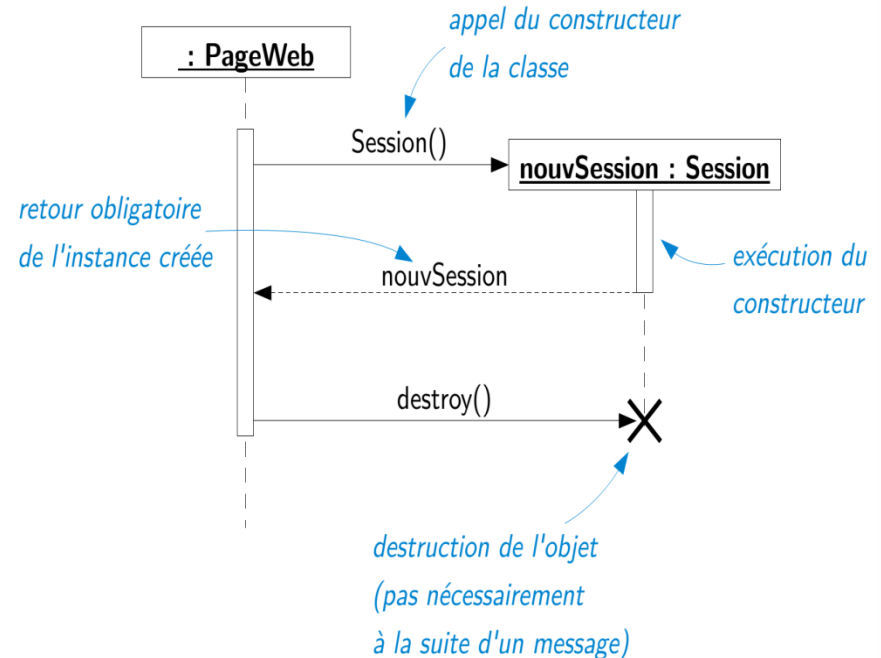 appel du constructeur
de la classe
: PageWeb
Session()
nouvSession : Session
retour obligatoire
de l'instance créée
nouvSession
exécution du
constructeur
destroy()
destruction de l'objet
(pas nécessairement
à la suite d'un message)